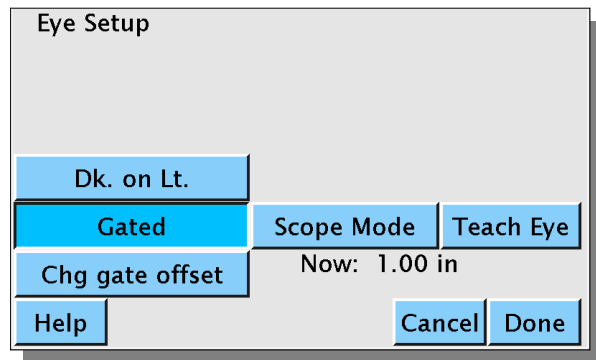 Eye Setup
Dk. on Lt.
Gated Scope Mode Teach Eye
Chg gate offset Now: 1.00 in
Help Cancel Done